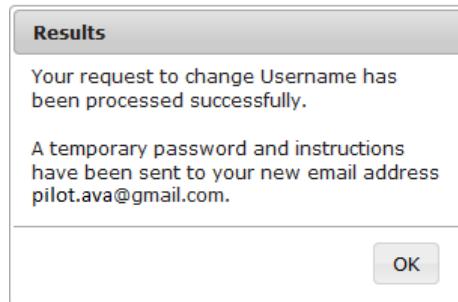 Results
Your request to change Username has
been processed successfully.
A temporary password and instructions
have been sent to your new email address
pilot.ava@gmail.com.
OK